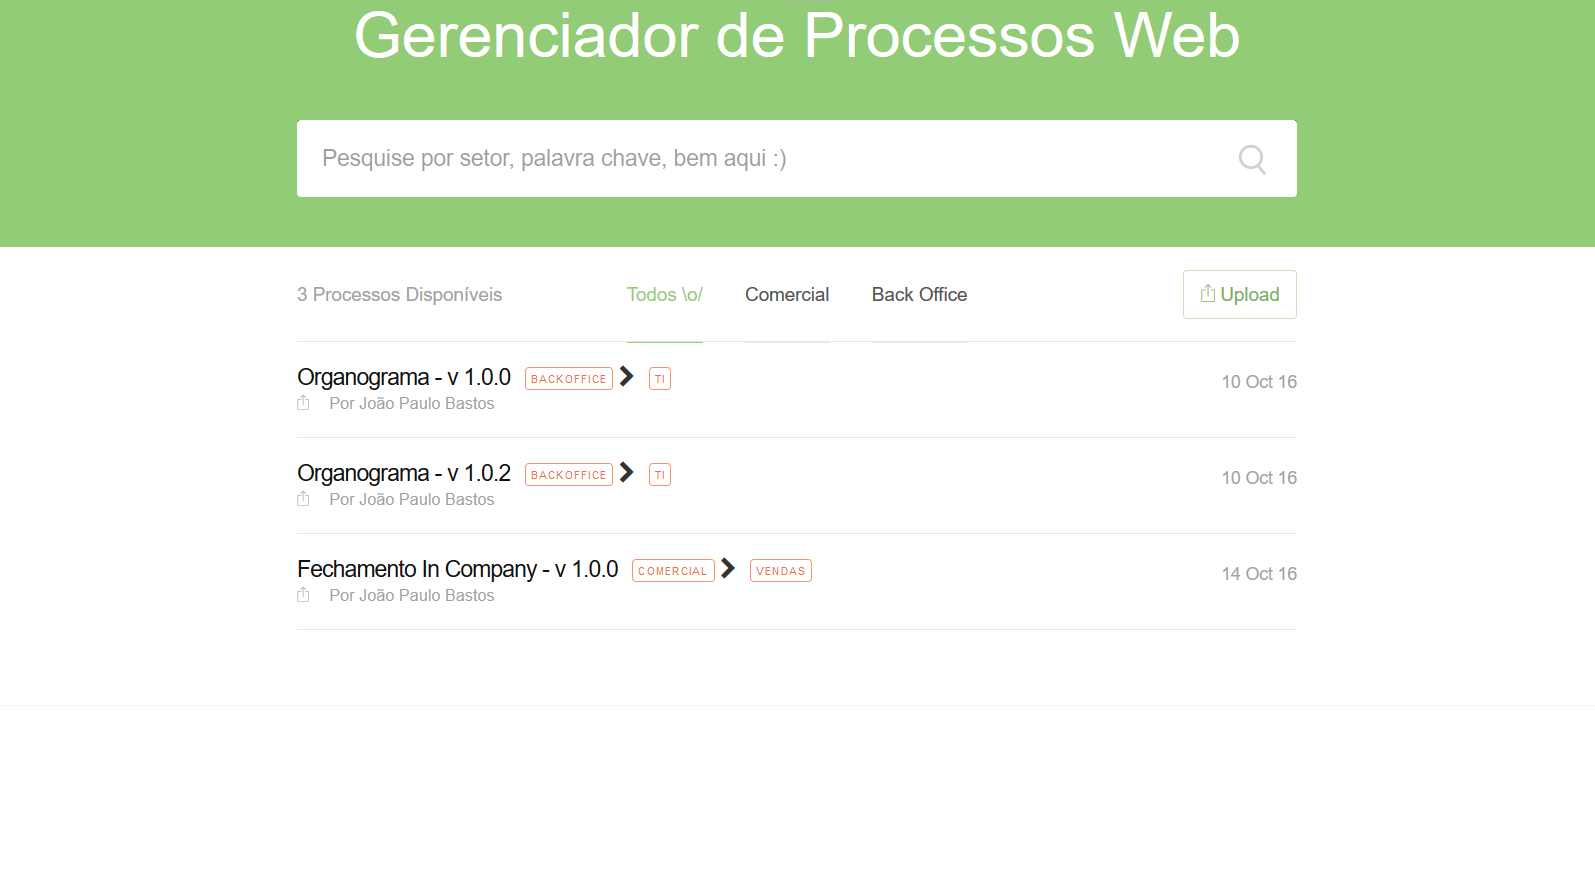 Gerenciador de Processos Web
Pesquise por setor, palavra chave, bem aqui :)
3 Processos Disponíveis Todos \o/ Comercial Back Office Upload
Organograma - v 1.0.0 BACKOFFICE TI 10 Oct 16
Por João Paulo Bastos
Organograma - v 1.0.2 BACKOFFICE TI 10 Oct 16
Por João Paulo Bastos
Fechamento In Company - v 1.0.0 COMERCIAL VENDAS 14 Oct 16
Por João Paulo Bastos